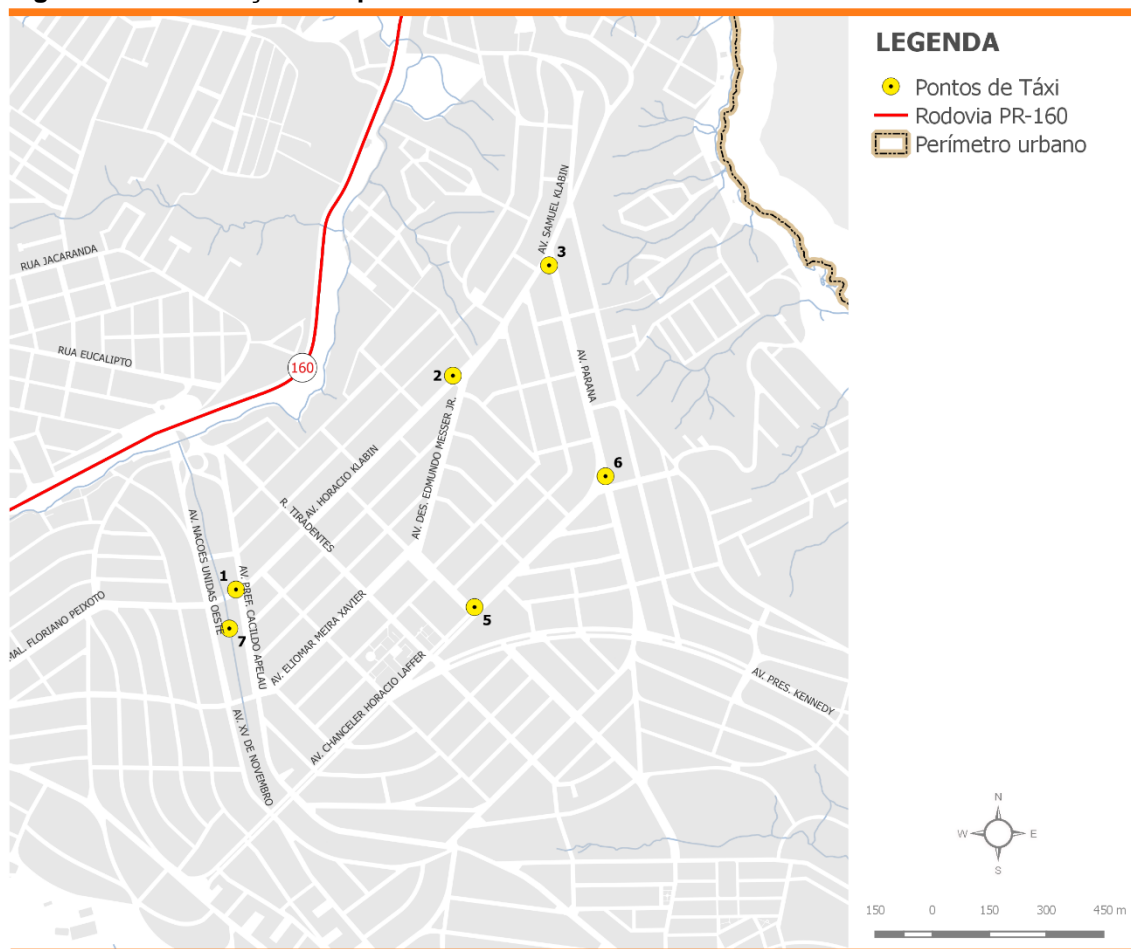 LEGENDA
Pontos de Táxi
Rodovia PR-160
Perímetro urbano
AV. SAMUEL KLABIN
3
RUA JACARANDA
RUA EUCALIPTO
160
2
AV. PARANA
AV. DES. EDMUNDO MESSER JR.
6
AV. HORACIO KLABIN
R. TIRADENTES
AV. NACOES UNIDAS OESTE
1
AV. PREF. CACILDO APELAU
MAL. FLORIANO PEIXOTO
7
5
AV. ELIOMAR MEIRA XAVIER
AV. CHANCELER HORACIO LAFFER
AV. PRES. KENNEDY
AV. XV DE NOVEMBRO
N
W E
S
150 0 150 300 450 m